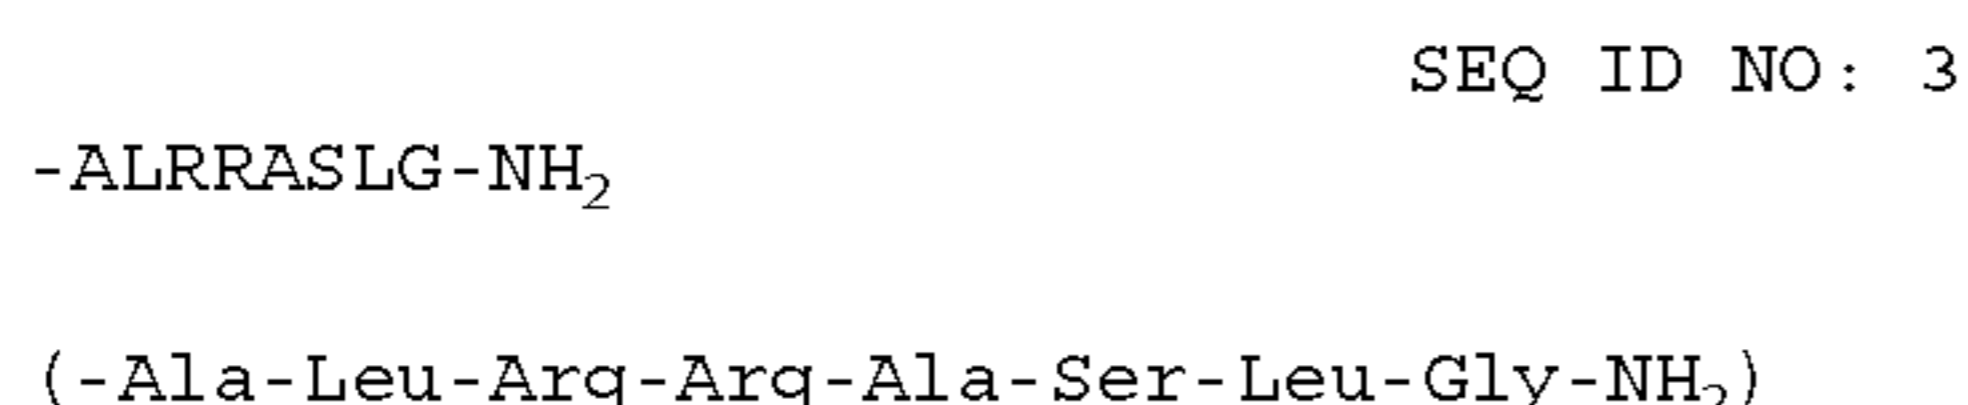 SEQ ID NO: 3
-ALRRASLG-NH₂
(-Ala-Leu-Arg-Arg-Ala-Ser-Leu-Gly-NH₂)